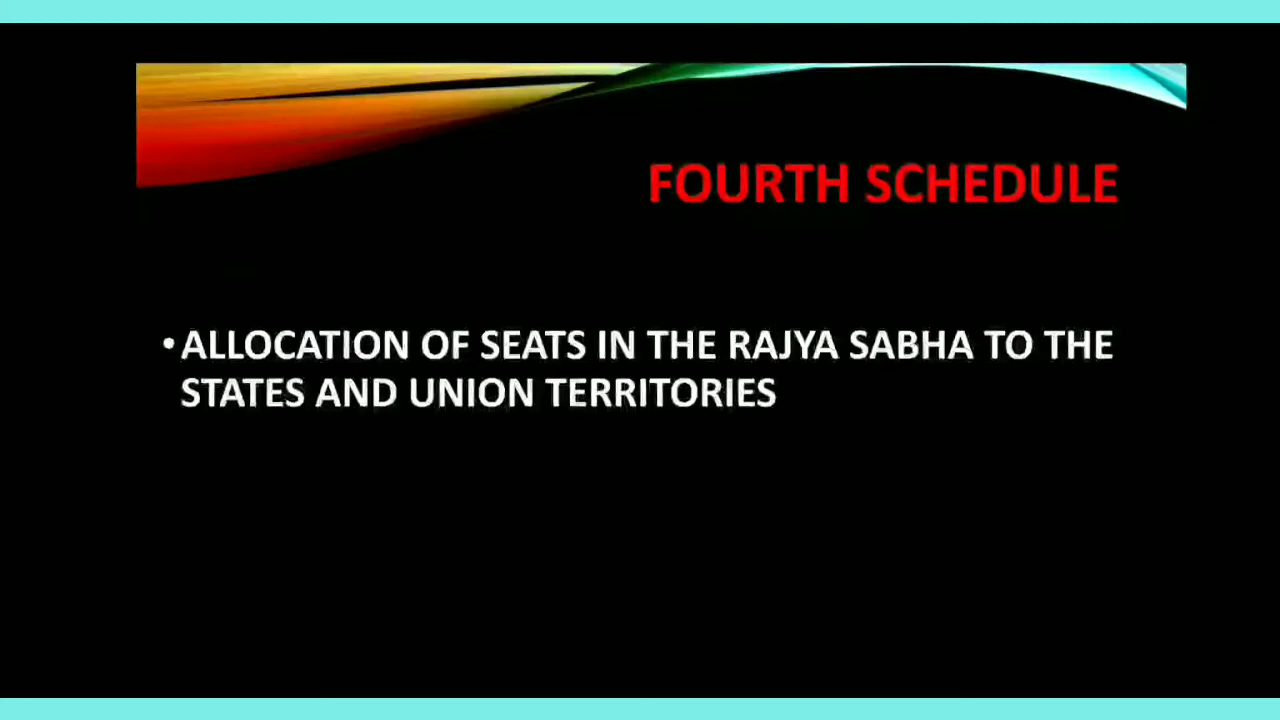 FOURTH SCHEDULE
• ALLOCATION OF SEATS IN THE RAJYA SABHA TO THE
STATES AND UNION TERRITORIES